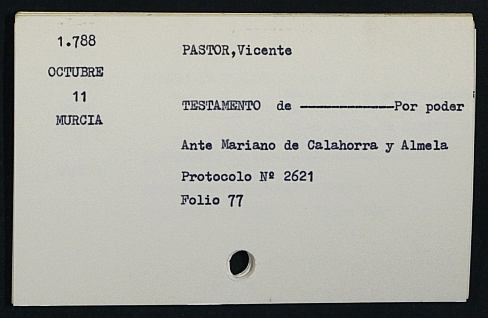 1.788
OCTUBRE
11
MURCIA
PASTOR,Vicente
TESTAMENTO de ------------Por poder
Ante Mariano de Calahorra y Almela
Protocolo Nº 2621
Folio 77